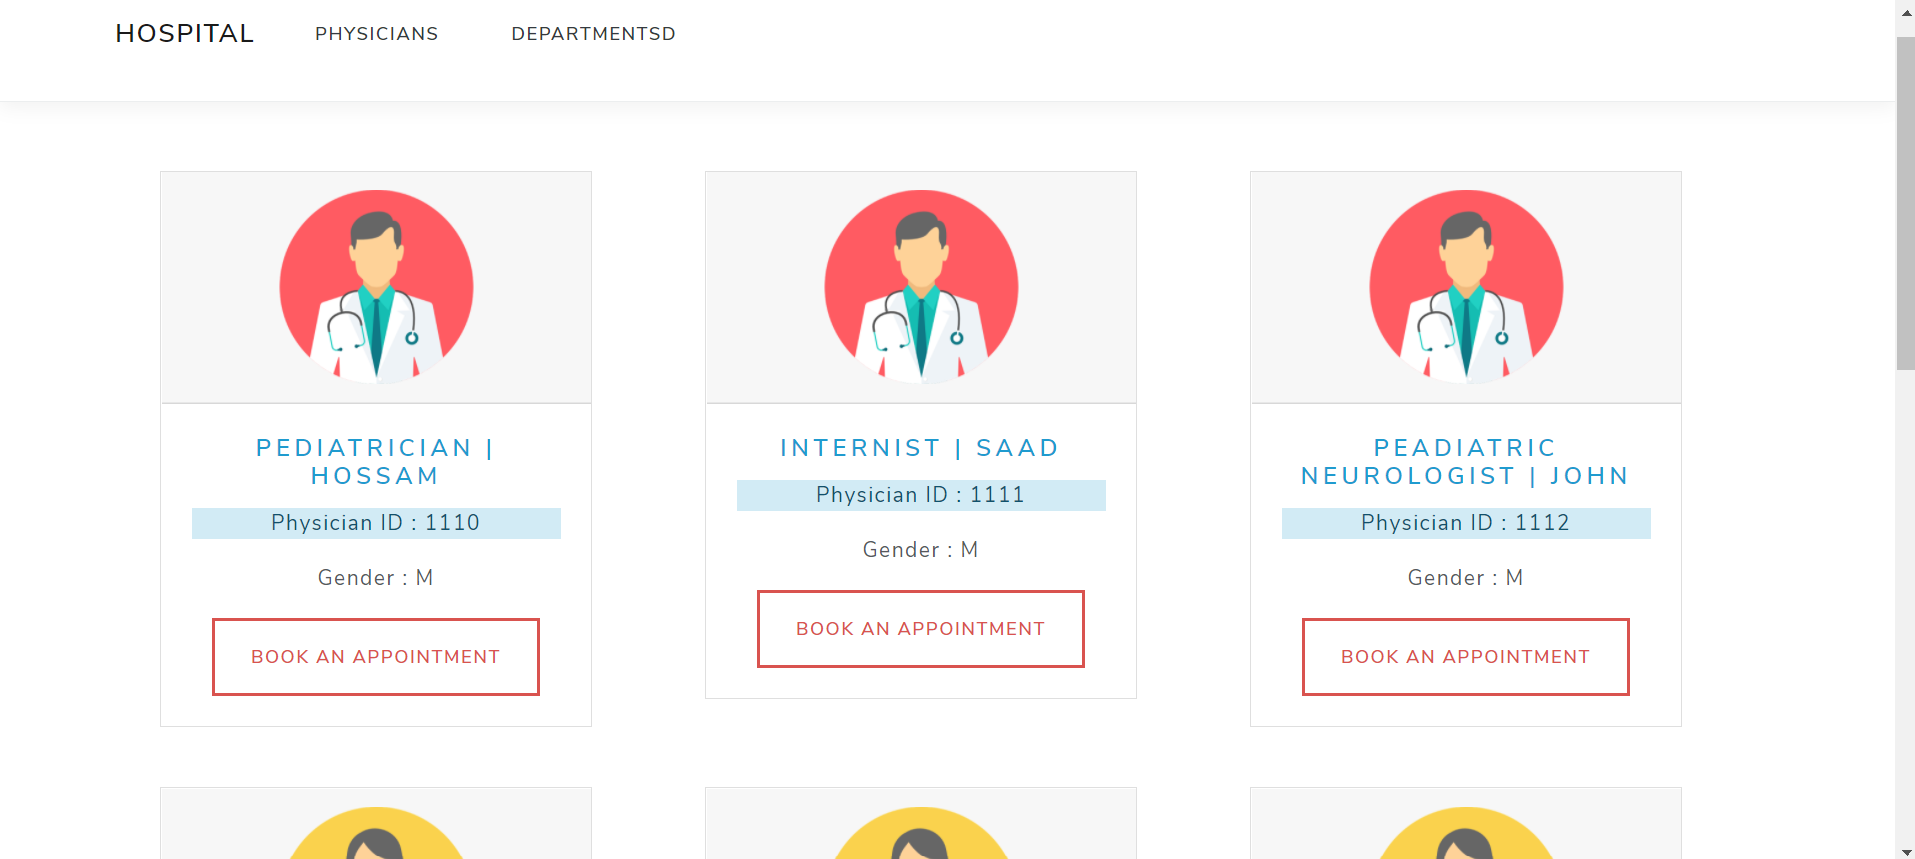 HOSPITAL PHYSICIANS DEPARTMENTSD
PEDIATRICIAN |
HOSSAM
Physician ID : 1110
Gender : M
BOOK AN APPOINTMENT
INTERNIST | SAAD
Physician ID : 1111
Gender : M
BOOK AN APPOINTMENT
PEADIATRIC
NEUROLOGIST | JOHN
Physician ID : 1112
Gender : M
BOOK AN APPOINTMENT